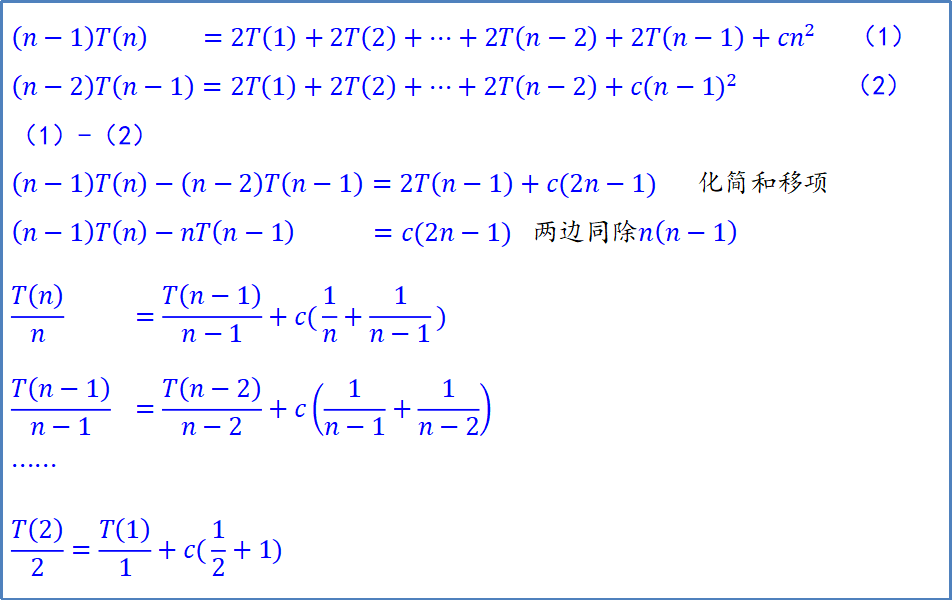 (n − 1)T(n) = 2T(1) + 2T(2) + ⋯ + 2T(n − 2) + 2T(n − 1) + cn² （1）
(n − 2)T(n − 1) = 2T(1) + 2T(2) + ⋯ + 2T(n − 2) + c(n − 1)² （2）
（1）-（2）
(n − 1)T(n) − (n − 2)T(n − 1) = 2T(n − 1) + c(2n − 1) 化简和移项
(n − 1)T(n) − nT(n − 1) = c(2n − 1) 两边同除n(n − 1)
T(n)/n = T(n − 1)/(n − 1) + c(1/n + 1/(n − 1))
T(n − 1)/(n − 1) = T(n − 2)/(n − 2) + c(1/(n − 1) + 1/(n − 2))
……
T(2)/2 = T(1)/1 + c(1/2 + 1)